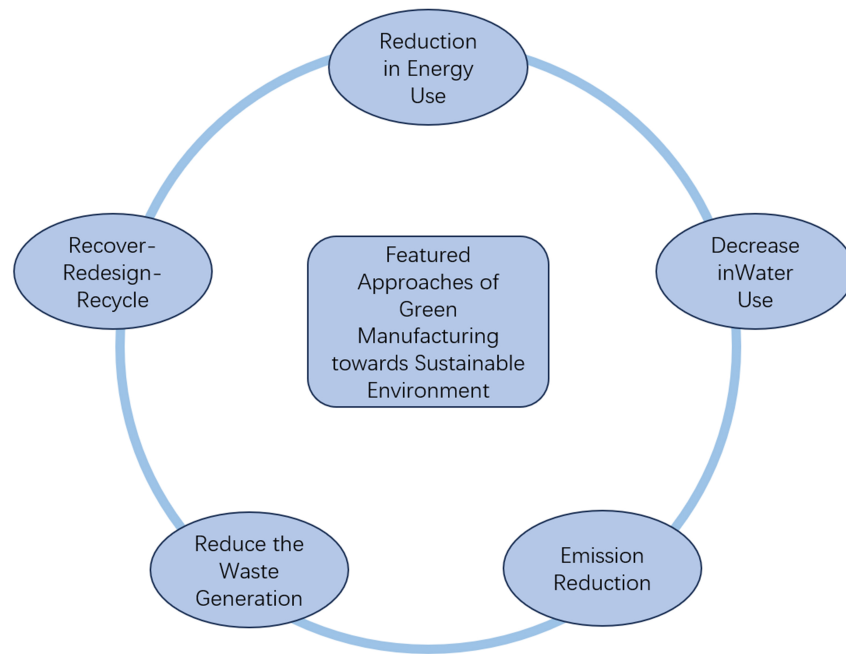 Reduction
in Energy
Use
Recover-
Redesign-
Recycle
Decrease
inWater
Use
Featured
Approaches of
Green
Manufacturing
towards Sustainable
Environment
Reduce the
Waste
Generation
Emission
Reduction